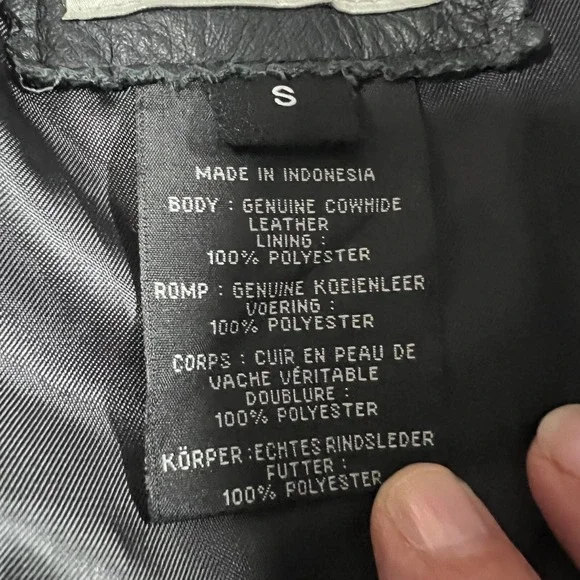 S
MADE IN INDONESIA
BODY : GENUINE COWHIDE
LEATHER
LINING :
100% POLYESTER
ROMP : GENUINE KOEIENLEER
VOERING :
100% POLYESTER
CORPS : CUIR EN PEAU DE
VACHE VÉRITABLE
DOUBLURE :
100% POLYESTER
KÖRPER :ECHTES RINDSLEDER
FUTTER :
100% POLYESTER